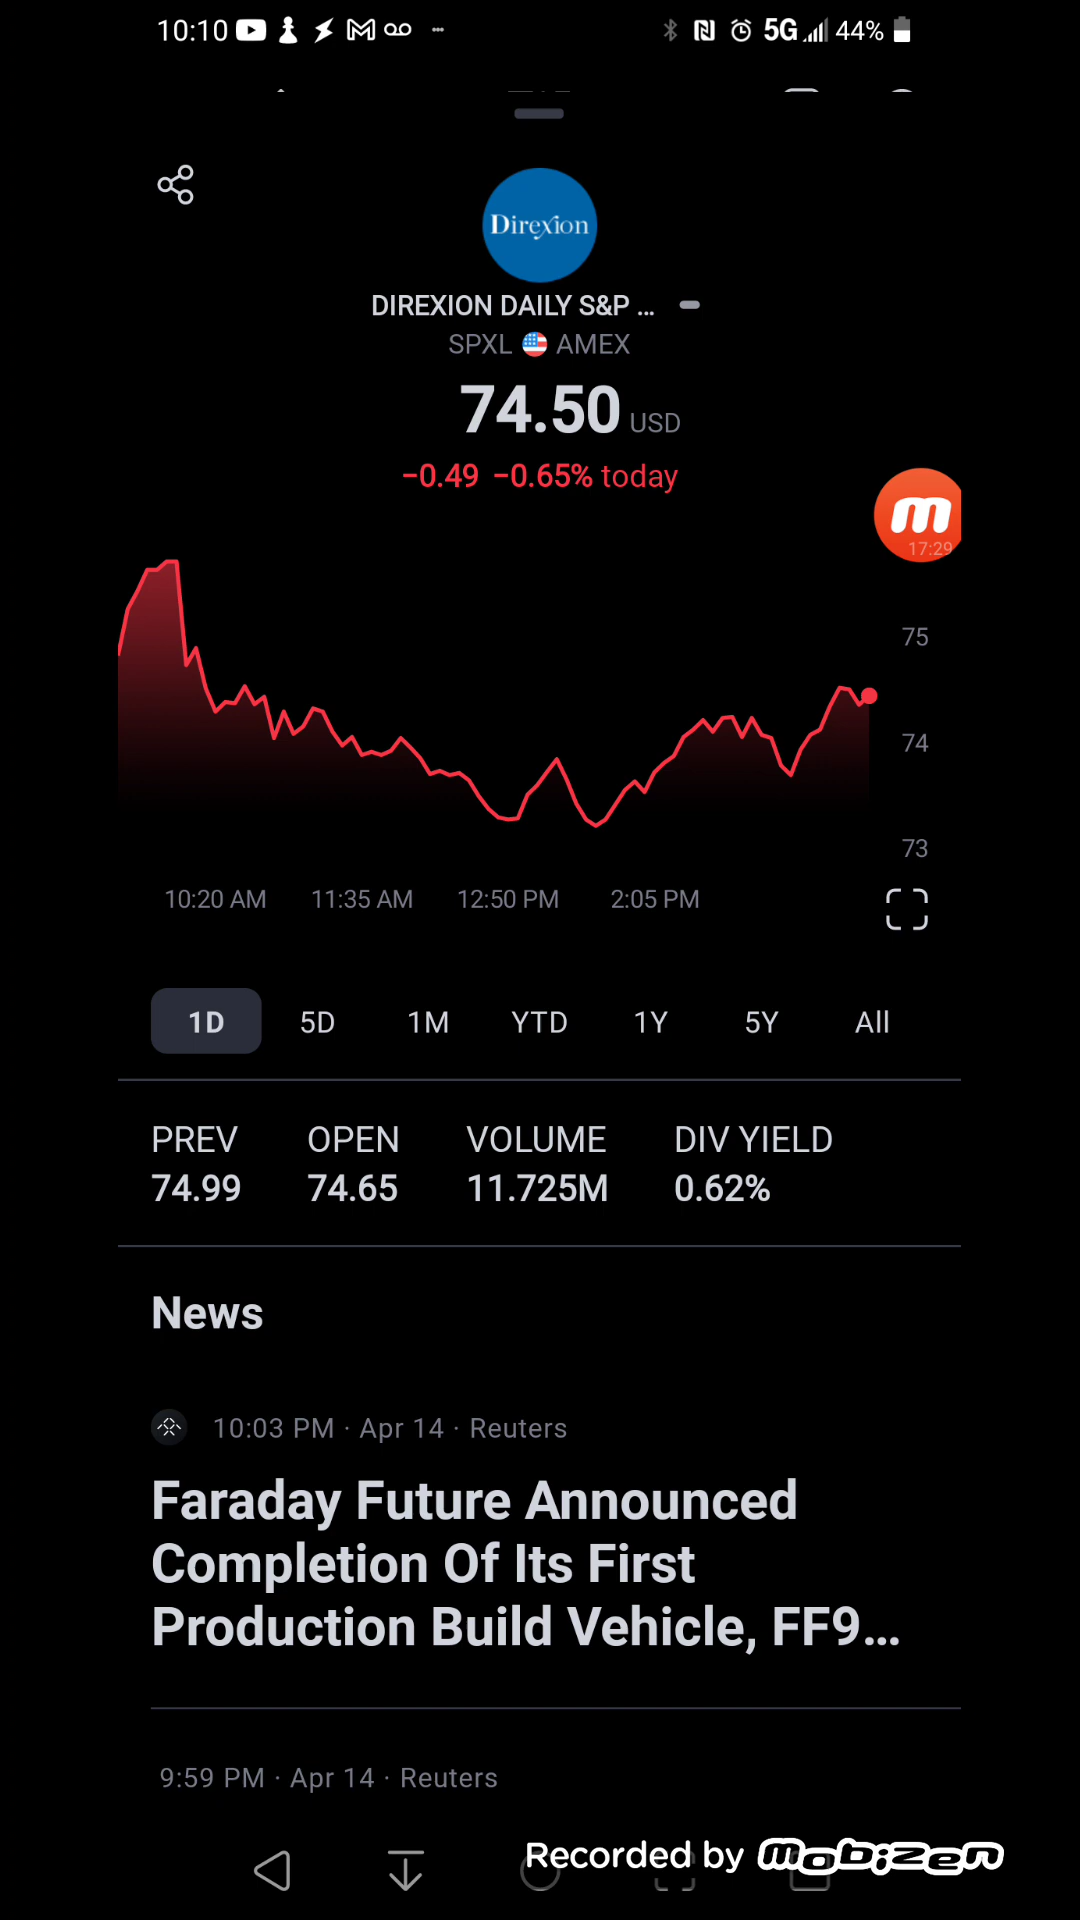 10:10 5G 44%
Direxion
DIREXION DAILY S&P ...
SPXL AMEX
74.50 USD
−0.49 −0.65% today
m
17:29
75
74
73
10:20 AM 11:35 AM 12:50 PM 2:05 PM
1D 5D 1M YTD 1Y 5Y All
PREV OPEN VOLUME DIV YIELD
74.99 74.65 11.725M 0.62%
News
10:03 PM · Apr 14 · Reuters
Faraday Future Announced
Completion Of Its First
Production Build Vehicle, FF9...
9:59 PM · Apr 14 · Reuters
Recorded by mobizen